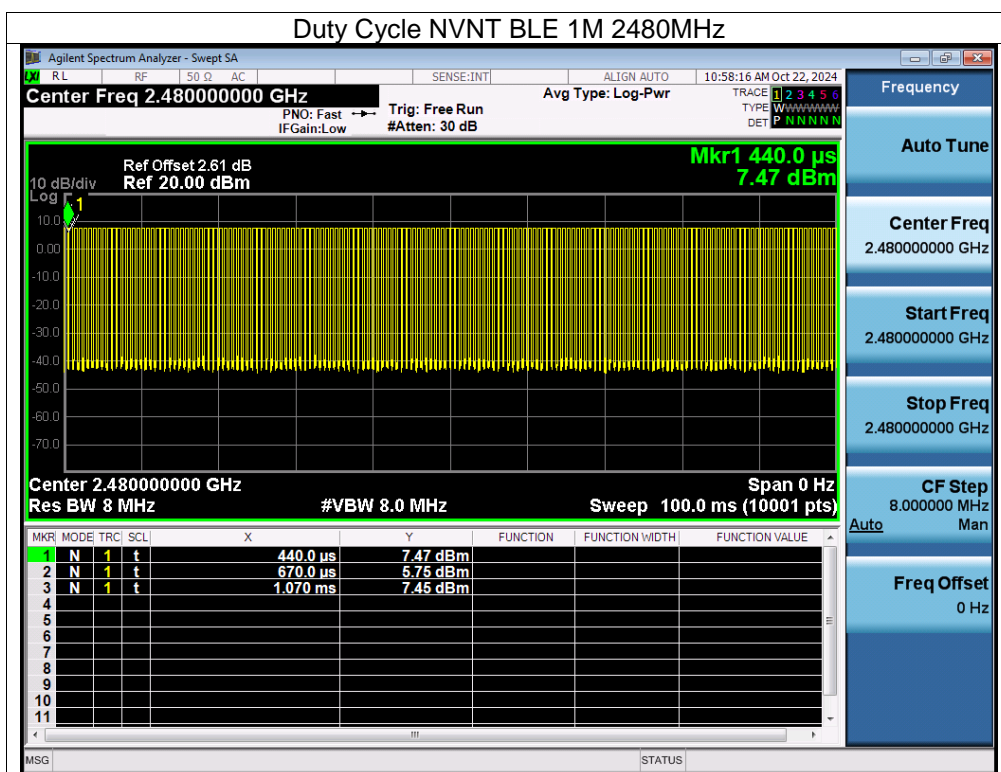 Duty Cycle NVNT BLE 1M 2480MHz
Agilent Spectrum Analyzer - Swept SA
LXI RL RF 50 Ω AC SENSE:INT ALIGN AUTO 10:58:16 AM Oct 22, 2024
Center Freq 2.480000000 GHz
PNO: Fast
IFGain:Low
Trig: Free Run
#Atten: 30 dB
Avg Type: Log-Pwr
TRACE 1 2 3 4 5 6
TYPE WWWWWW
DET P N N N N N
Mkr1 440.0 µs
7.47 dBm
Ref Offset 2.61 dB
10 dB/div Ref 20.00 dBm
Log
1
10.0
0.00
-10.0
-20.0
-30.0
-40.0
-50.0
-60.0
-70.0
Center 2.480000000 GHz Span 0 Hz
Res BW 8 MHz #VBW 8.0 MHz Sweep 100.0 ms (10001 pts)
MKR MODE TRC SCL X Y FUNCTION FUNCTION WIDTH FUNCTION VALUE
1 N 1 t 440.0 µs 7.47 dBm
2 N 1 t 670.0 µs 5.75 dBm
3 N 1 t 1.070 ms 7.45 dBm
4
5
6
7
8
9
10
11
MSG STATUS
Frequency
Auto Tune
Center Freq
2.480000000 GHz
Start Freq
2.480000000 GHz
Stop Freq
2.480000000 GHz
CF Step
8.000000 MHz
Auto Man
Freq Offset
0 Hz